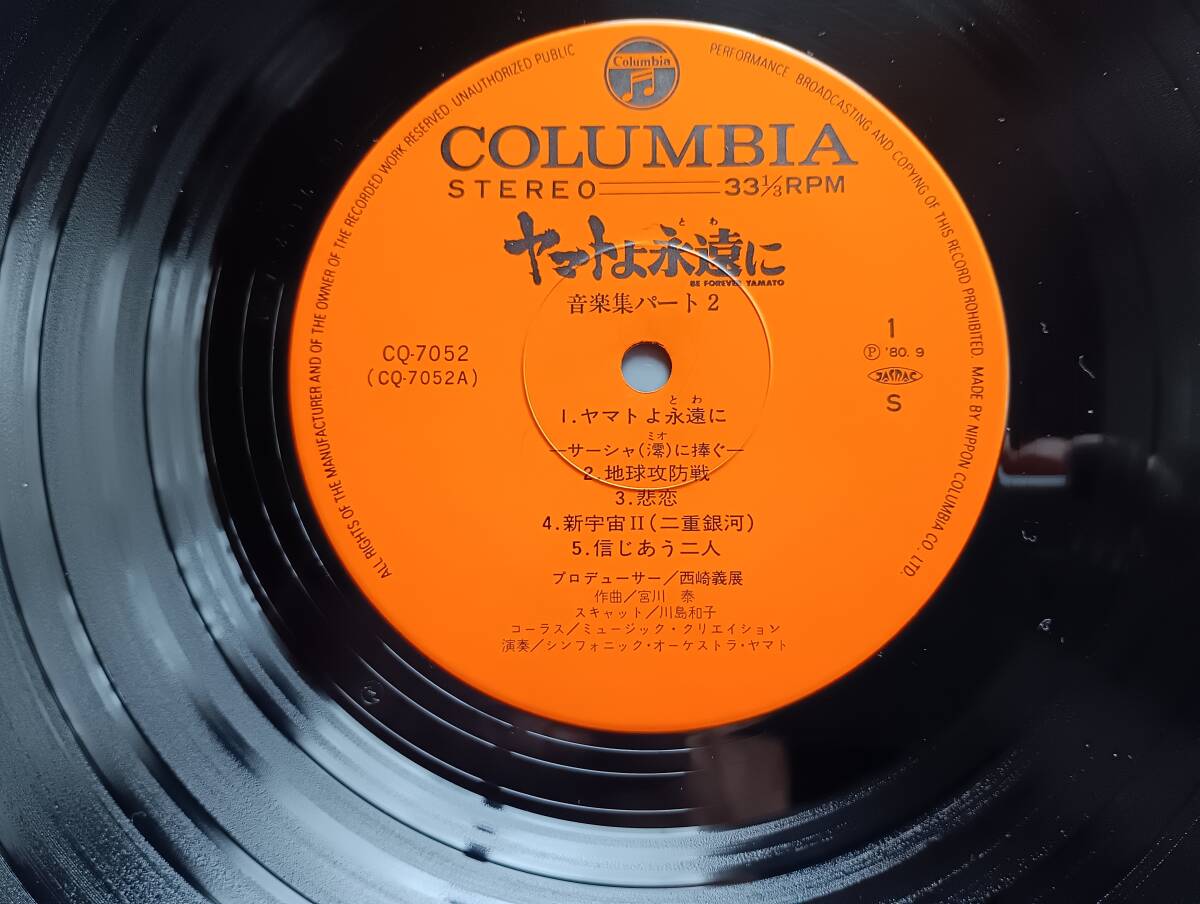 Columbia
ALL RIGHTS OF THE MANUFACTURER AND OF THE OWNER OF THE RECORDED WORK RESERVED. UNAUTHORIZED PUBLIC PERFORMANCE BROADCASTING AND COPYING OF THIS RECORD PROHIBITED. MADE BY NIPPON COLUMBIA CO., LTD.
COLUMBIA
STEREO 33⅓RPM
とわ
ヤマトよ永遠に
BE FOREVER YAMATO
音楽集パート2
CQ-7052
(CQ-7052A)
1
Ⓟ '80. 9
JASRAC
S
とわ
1.ヤマトよ永遠に
ミオ
—サーシャ(澪)に捧ぐ—
2.地球攻防戦
3.悲恋
4.新宇宙II(二重銀河)
5.信じあう二人
プロデューサー/西崎義展
作曲/宮川 泰
スキャット/川島和子
コーラス/ミュージック・クリエイション
演奏/シンフォニック・オーケストラ・ヤマト